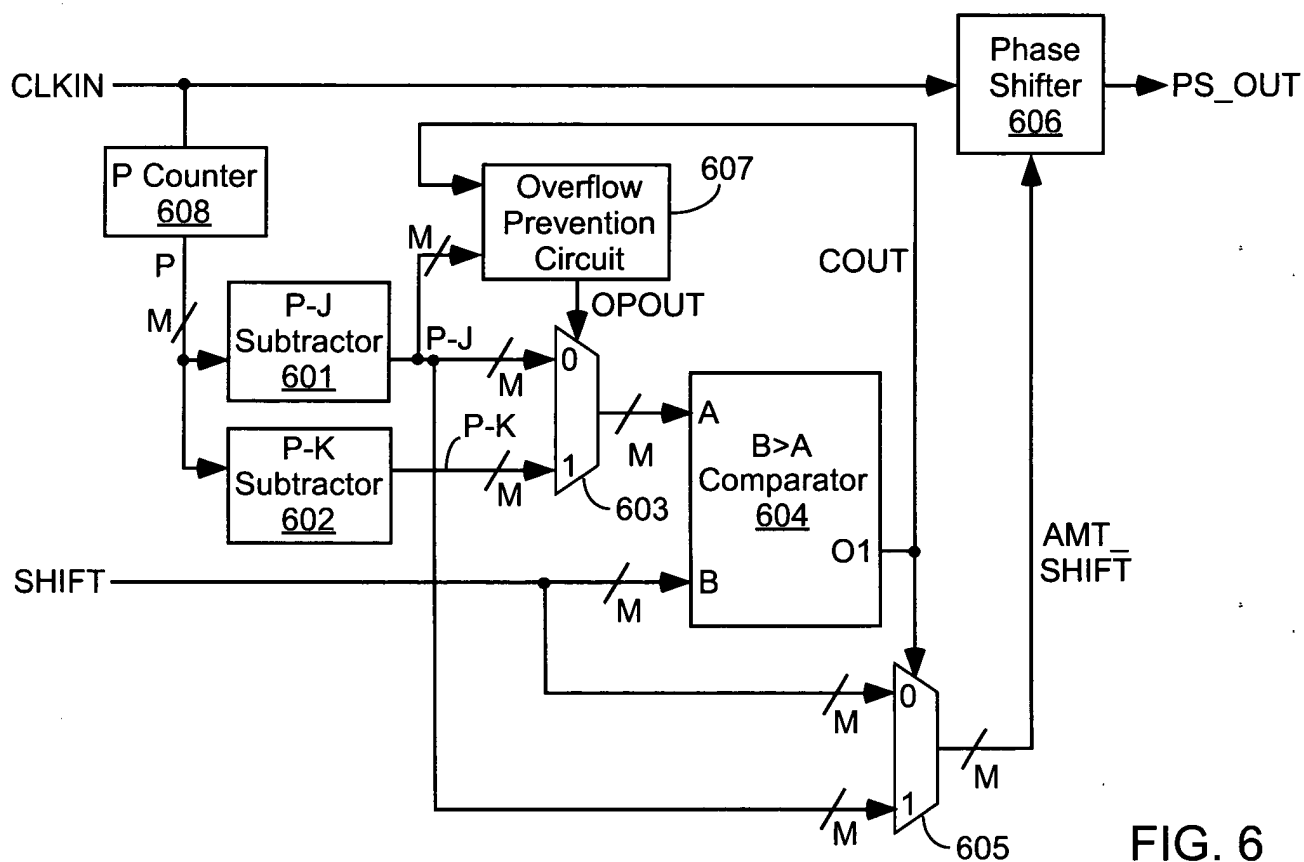 CLKIN
Phase
Shifter
606
PS_OUT
P Counter
608
P
M
Overflow
Prevention
Circuit
607
M
OPOUT
COUT
P-J
Subtractor
601
P-J
M
0
1
603
P-K
Subtractor
602
P-K
M
M
A
B>A
Comparator
604
O1
B
SHIFT
M
AMT_
SHIFT
M
0
M
1
605
M
FIG. 6